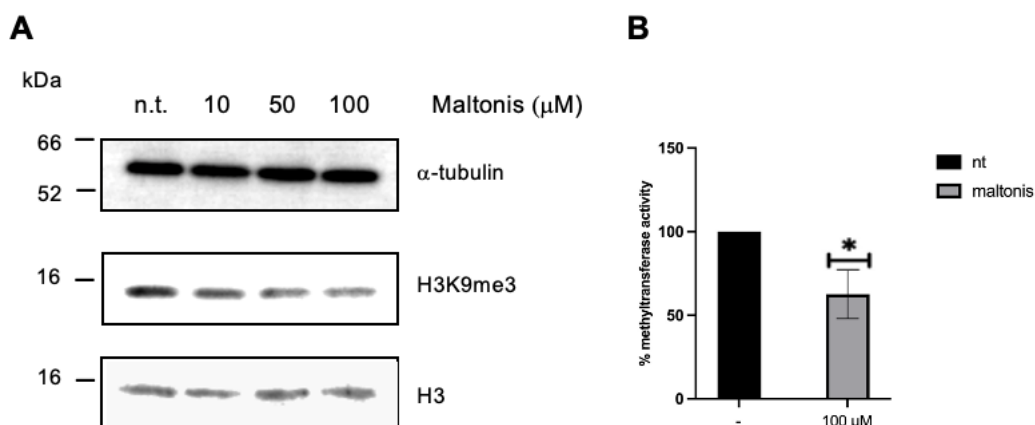 A
kDa
n.t. 10 50 100 Maltonis (μM)
66
α-tubulin
52
16
H3K9me3
16
H3
B
150
100
50
0
% methyltransferase activity
*
-
100 μM
nt
maltonis